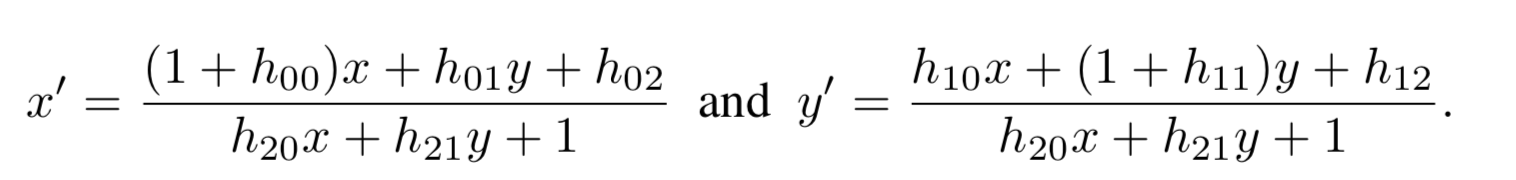 x′ = \frac{(1 + h_{00})x + h_{01}y + h_{02}}{h_{20}x + h_{21}y + 1} and y′ = \frac{h_{10}x + (1 + h_{11})y + h_{12}}{h_{20}x + h_{21}y + 1}.